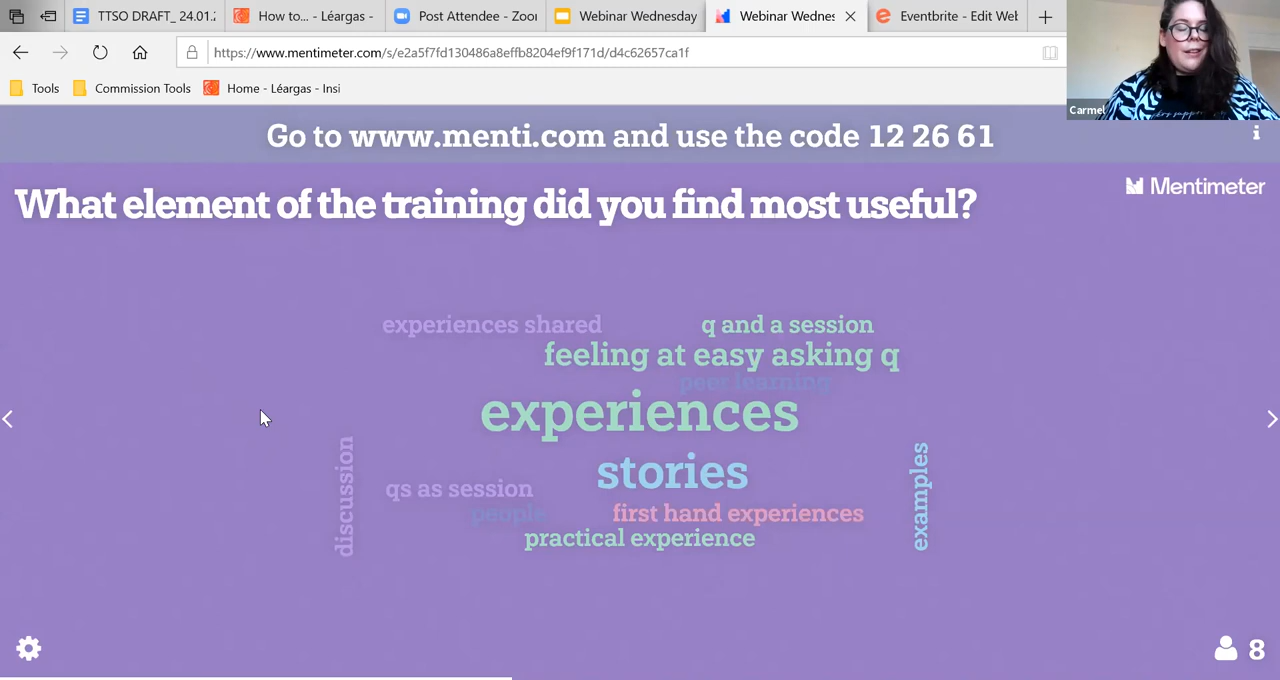 TTSO DRAFT_ 24.01.2
How to... - Léargas -
Post Attendee - Zoor
Webinar Wednesday
Webinar Wednes
Eventbrite - Edit Web
https://www.mentimeter.com/s/e2a5f7fd130486a8effb8204ef9f171d/d4c62657ca1f
Tools
Commission Tools
Home - Léargas - Insi
Carmel
Go to www.menti.com and use the code 12 26 61
What element of the training did you find most useful?
Mentimeter
experiences shared
q and a session
feeling at easy asking q
peer learning
experiences
discussion
stories
examples
qs as session
people
first hand experiences
practical experience
8